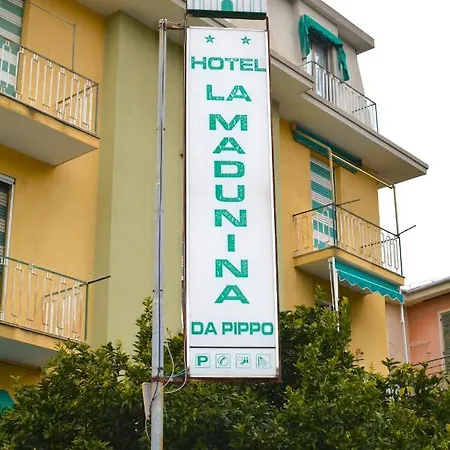 ★ ★
HOTEL
LA MADUNINA
DA PIPPO
P